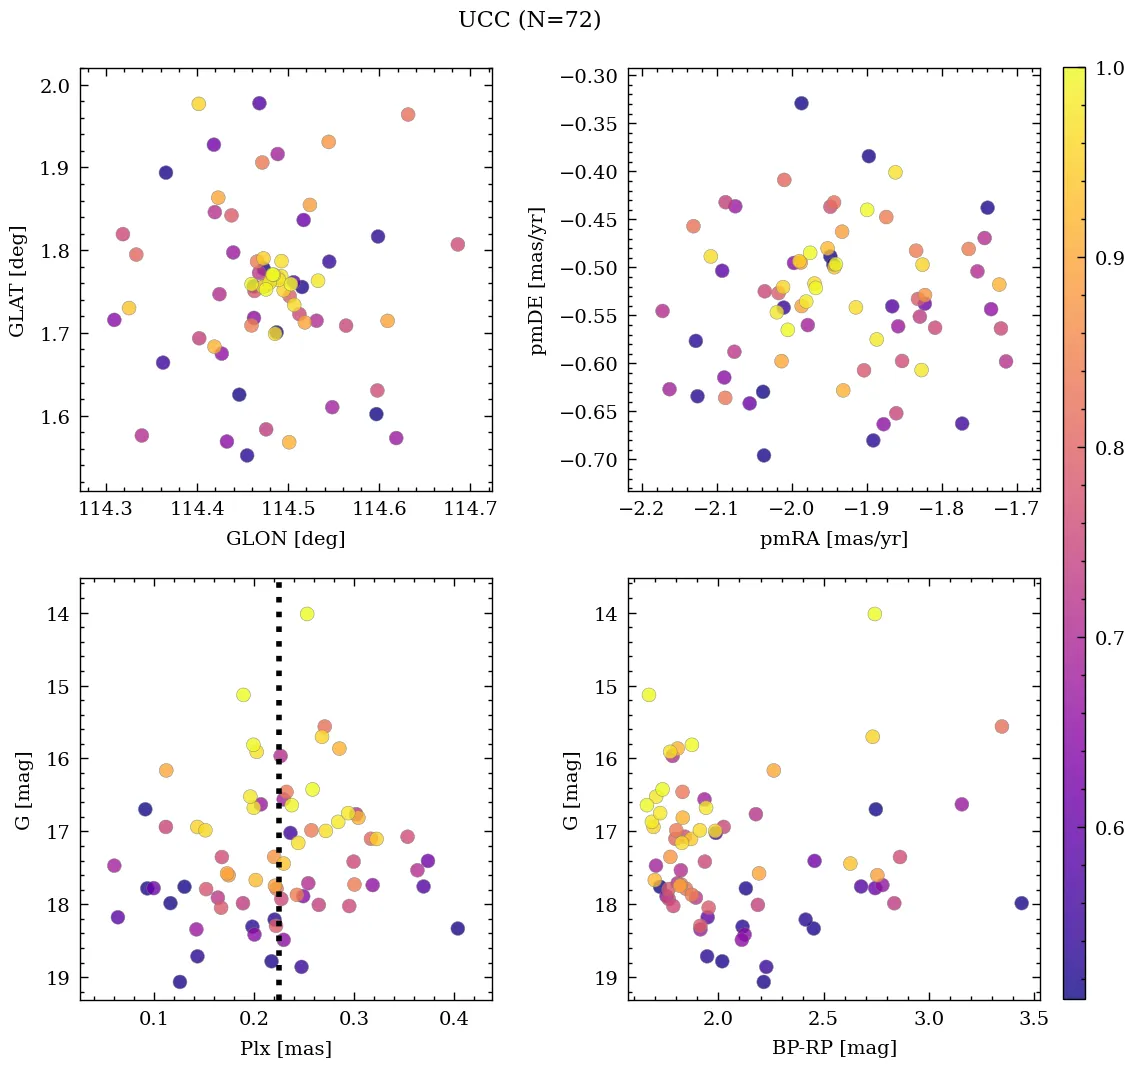 UCC (N=72)
2.0
1.9
1.8
1.7
1.6
GLAT [deg]
114.3 114.4 114.5 114.6 114.7
GLON [deg]
−0.30
−0.35
−0.40
−0.45
−0.50
−0.55
−0.60
−0.65
−0.70
pmDE [mas/yr]
−2.2 −2.1 −2.0 −1.9 −1.8 −1.7
pmRA [mas/yr]
14
15
16
17
18
19
G [mag]
0.1 0.2 0.3 0.4
Plx [mas]
14
15
16
17
18
19
G [mag]
2.0 2.5 3.0 3.5
BP-RP [mag]
1.0
0.9
0.8
0.7
0.6